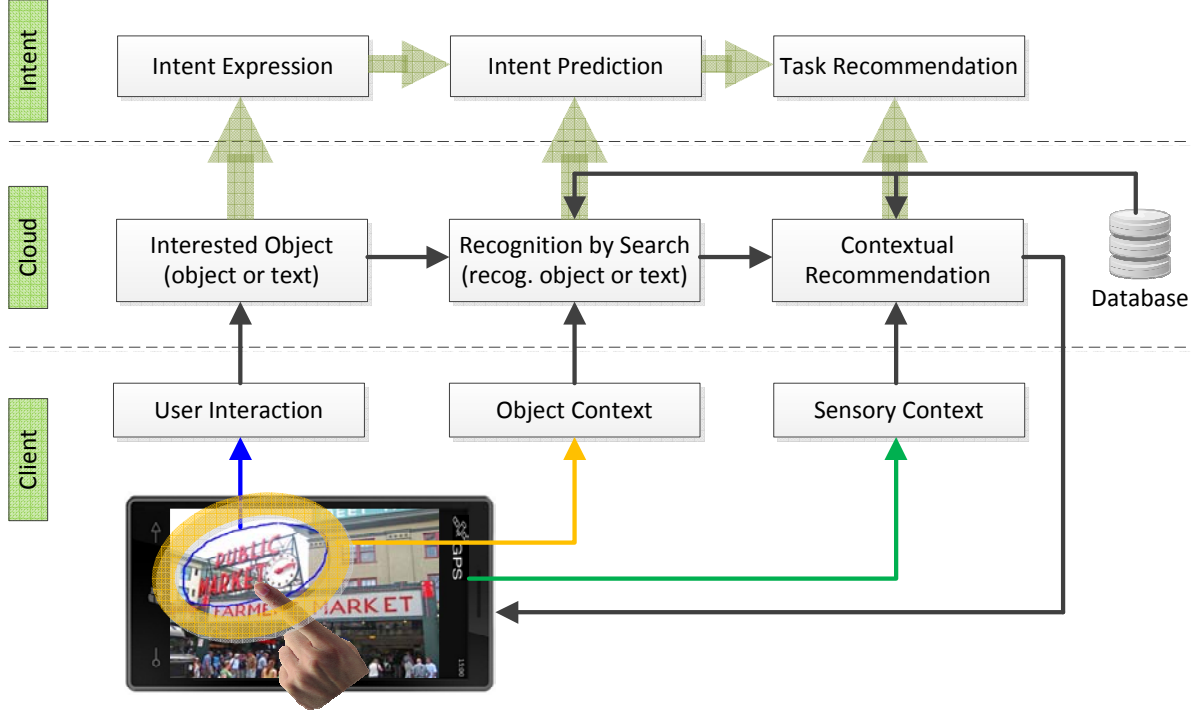 Intent
Intent Expression
Intent Prediction
Task Recommendation
Cloud
Interested Object
(object or text)
Recognition by Search
(recog. object or text)
Contextual
Recommendation
Database
Client
User Interaction
Object Context
Sensory Context
PUBLIC
MARKET
FARME
MARKET
GPS